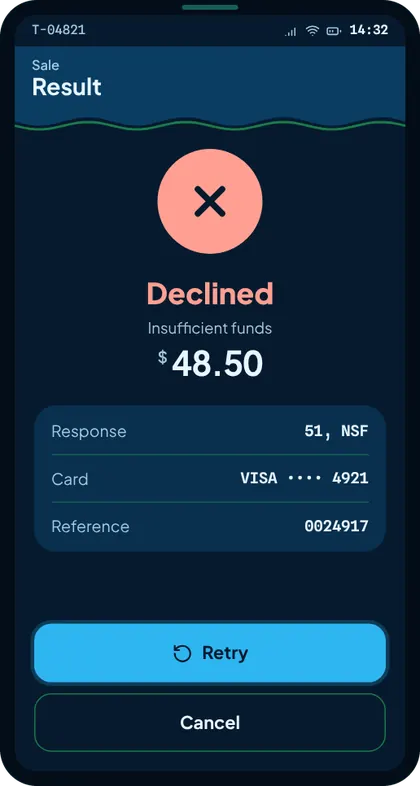 T-04821 14:32
Sale
Result
Declined
Insufficient funds
$48.50
Response 51, NSF
Card VISA •••• 4921
Reference 0024917
Retry
Cancel